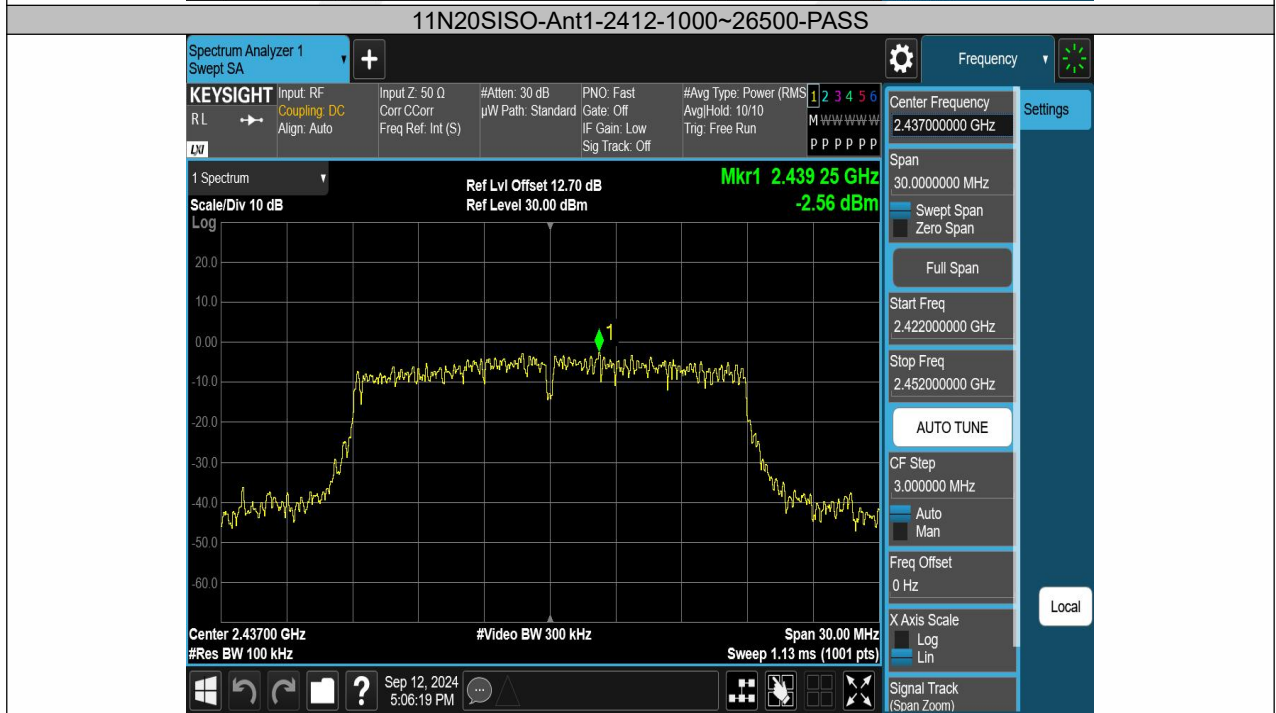 11N20SISO-Ant1-2412-1000~26500-PASS
Spectrum Analyzer 1
Swept SA
+
Frequency
KEYSIGHT
RL
LXI
Input: RF
Coupling: DC
Align: Auto
Input Z: 50 Ω
Corr CCorr
Freq Ref: Int (S)
#Atten: 30 dB
µW Path: Standard
PNO: Fast
Gate: Off
IF Gain: Low
Sig Track: Off
#Avg Type: Power (RMS
Avg|Hold: 10/10
Trig: Free Run
1 2 3 4 5 6
M W W W W W
P P P P P P
1 Spectrum
Scale/Div 10 dB
Log
Ref Lvl Offset 12.70 dB
Ref Level 30.00 dBm
Mkr1 2.439 25 GHz
-2.56 dBm
20.0
10.0
0.00
-10.0
-20.0
-30.0
-40.0
-50.0
-60.0
1
Center 2.43700 GHz
#Res BW 100 kHz
#Video BW 300 kHz
Span 30.00 MHz
Sweep 1.13 ms (1001 pts)
Center Frequency
2.437000000 GHz
Settings
Span
30.0000000 MHz
Swept Span
Zero Span
Full Span
Start Freq
2.422000000 GHz
Stop Freq
2.452000000 GHz
AUTO TUNE
CF Step
3.000000 MHz
Auto
Man
Freq Offset
0 Hz
X Axis Scale
Log
Lin
Local
Signal Track
(Span Zoom)
?
Sep 12, 2024
5:06:19 PM